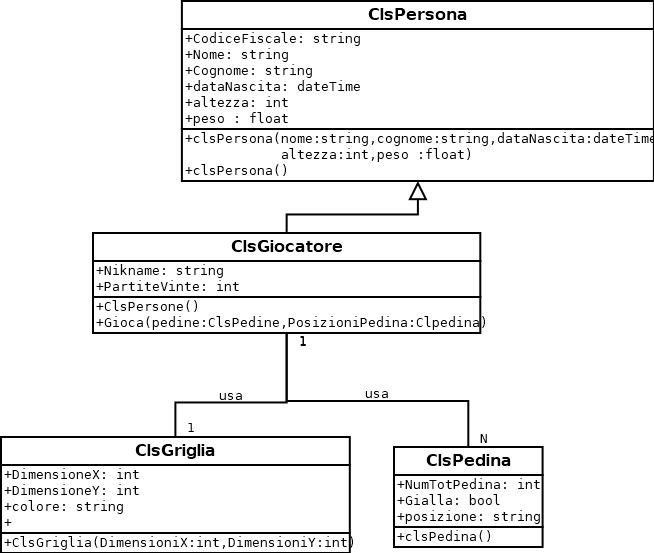 ClsPersona
+CodiceFiscale: string
+Nome: string
+Cognome: string
+dataNascita: dateTime
+altezza: int
+peso : float
+clsPersona(nome:string,cognome:string,dataNascita:dateTime
altezza:int,peso :float)
+clsPersona()
ClsGiocatore
+Nikname: string
+PartiteVinte: int
+ClsPersone()
+Gioca(pedine:ClsPedine,PosizioniPedina:Clpedina)
1
usa
usa
1
N
ClsGriglia
+DimensioneX: int
+DimensioneY: int
+colore: string
+
+ClsGriglia(DimensioniX:int,DimensioniY:int)
ClsPedina
+NumTotPedina: int
+Gialla: bool
+posizione: string
+clsPedina()